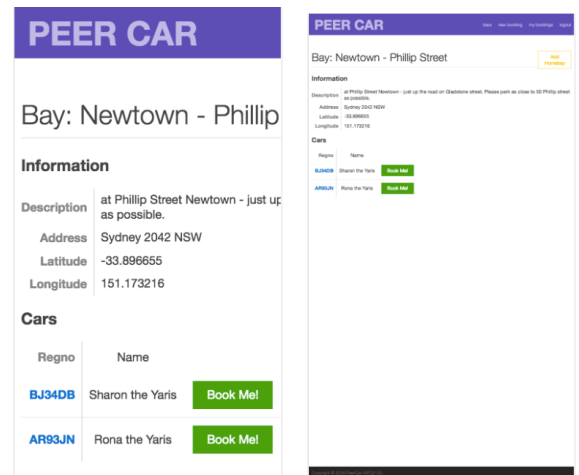 PEER CAR
Bay: Newtown - Phillip
Information
Description at Phillip Street Newtown - just up
as possible.
Address Sydney 2042 NSW
Latitude -33.896655
Longitude 151.173216
Cars
Regno Name
BJ34DB Sharon the Yaris Book Me!
AR93JN Rona the Yaris Book Me!
PEER CAR
bays new booking my bookings logout
Bay: Newtown - Phillip Street
Add
Homebay
Information
Description at Phillip Street Newtown - just up the road on Gladstone street. Please park as close to 50 Phillip street
as possible.
Address Sydney 2042 NSW
Latitude -33.896655
Longitude 151.173216
Cars
Regno Name
BJ34DB Sharon the Yaris Book Me!
AR93JN Rona the Yaris Book Me!